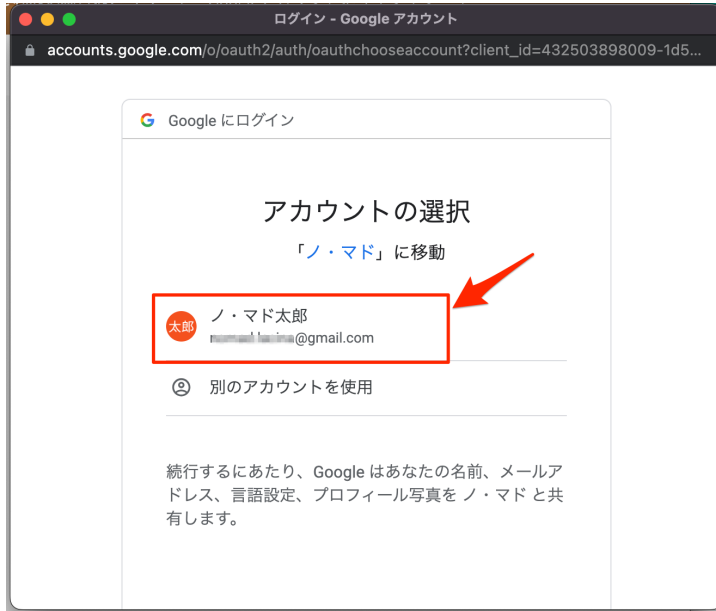 ログイン - Google アカウント
accounts.google.com/o/oauth2/auth/oauthchooseaccount?client_id=432503898009-1d5...
G Google にログイン
アカウントの選択
「ノ・マド」に移動
太郎
ノ・マド太郎
@gmail.com
別のアカウントを使用
続行するにあたり、Google はあなたの名前、メールア
ドレス、言語設定、プロフィール写真を ノ・マド と共
有します。